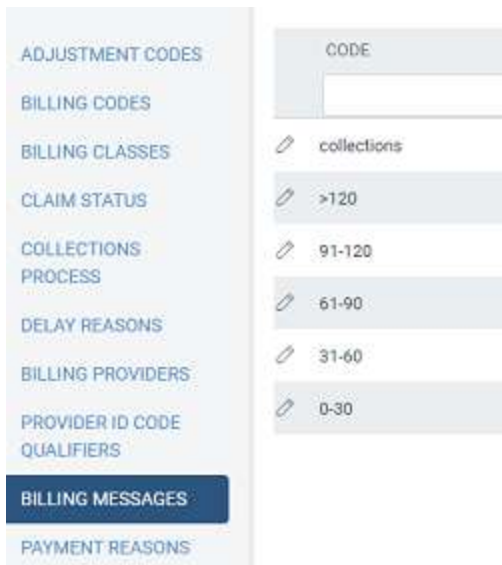 ADJUSTMENT CODES
BILLING CODES
BILLING CLASSES
CLAIM STATUS
COLLECTIONS
PROCESS
DELAY REASONS
BILLING PROVIDERS
PROVIDER ID CODE
QUALIFIERS
BILLING MESSAGES
PAYMENT REASONS
CODE
collections
>120
91-120
61-90
31-60
0-30